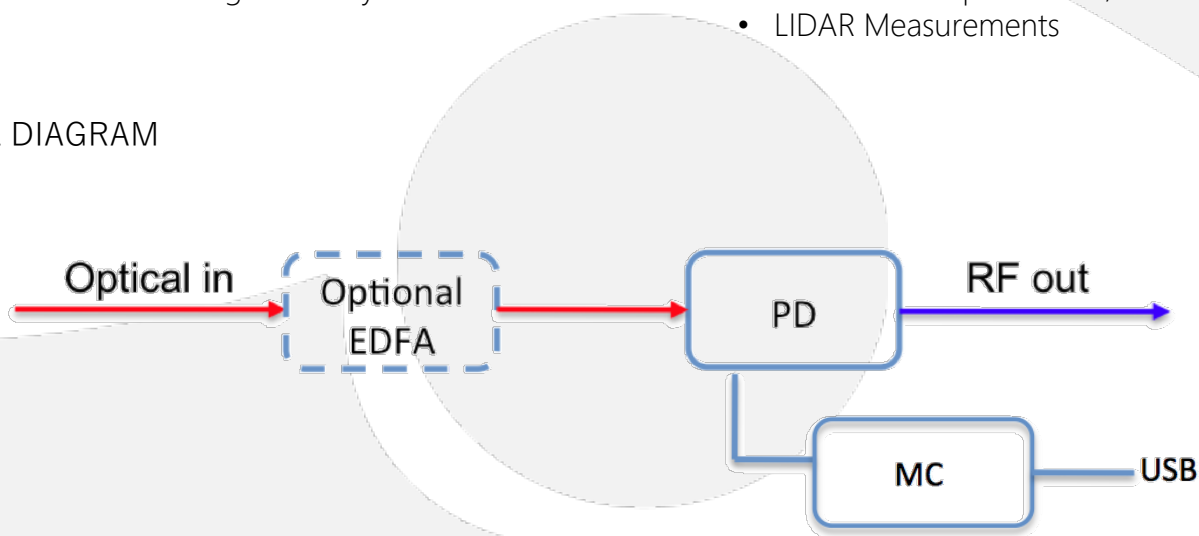 • LIDAR Measurements
DIAGRAM
Optical in
Optional
EDFA
PD
RF out
MC
USB